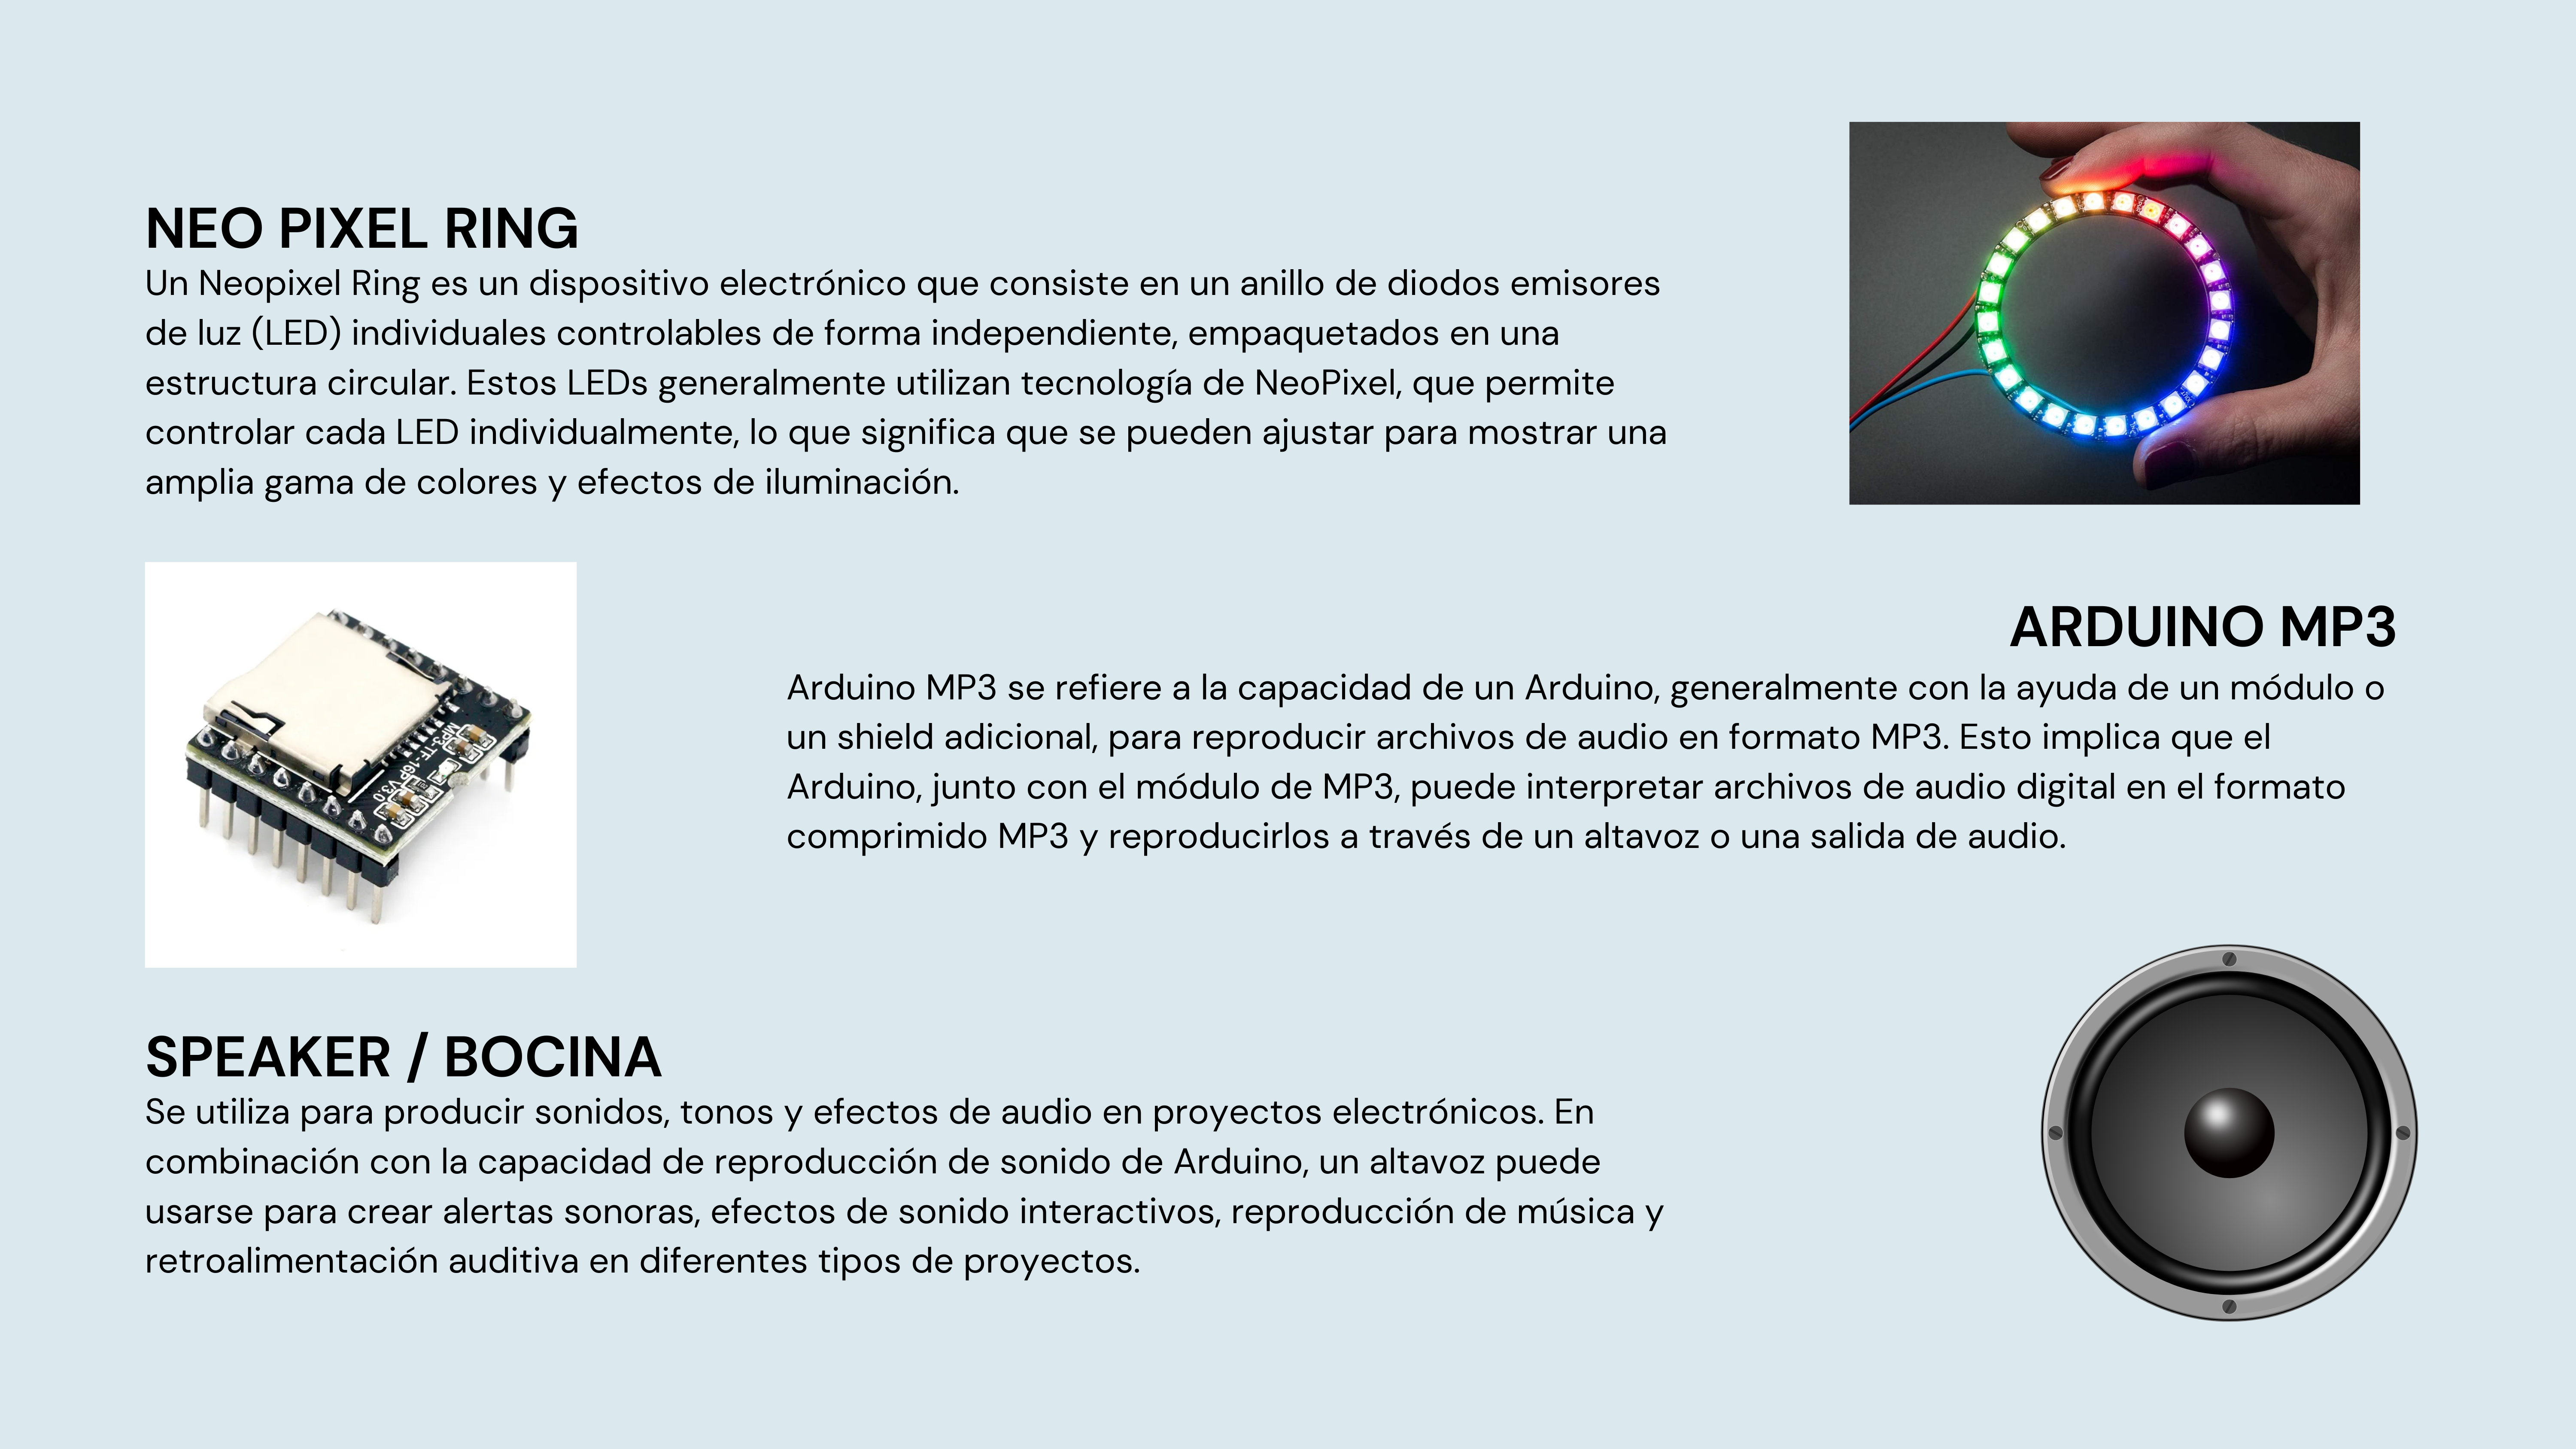 NEO PIXEL RING
Un Neopixel Ring es un dispositivo electrónico que consiste en un anillo de diodos emisores
de luz (LED) individuales controlables de forma independiente, empaquetados en una
estructura circular. Estos LEDs generalmente utilizan tecnología de NeoPixel, que permite
controlar cada LED individualmente, lo que significa que se pueden ajustar para mostrar una
amplia gama de colores y efectos de iluminación.
MP3-TF-16P V3.0
ARDUINO MP3
Arduino MP3 se refiere a la capacidad de un Arduino, generalmente con la ayuda de un módulo o
un shield adicional, para reproducir archivos de audio en formato MP3. Esto implica que el
Arduino, junto con el módulo de MP3, puede interpretar archivos de audio digital en el formato
comprimido MP3 y reproducirlos a través de un altavoz o una salida de audio.
SPEAKER / BOCINA
Se utiliza para producir sonidos, tonos y efectos de audio en proyectos electrónicos. En
combinación con la capacidad de reproducción de sonido de Arduino, un altavoz puede
usarse para crear alertas sonoras, efectos de sonido interactivos, reproducción de música y
retroalimentación auditiva en diferentes tipos de proyectos.